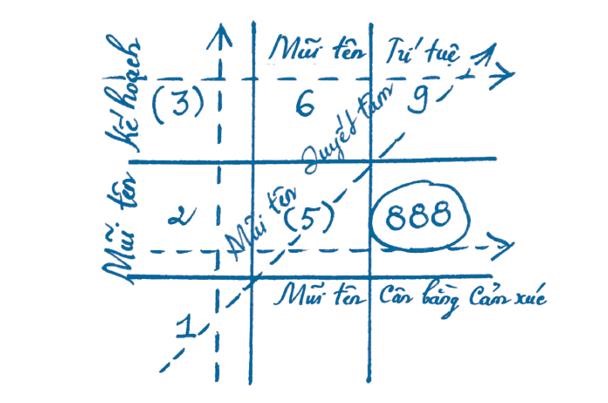 Mũi tên Trí tuệ
Mũi tên Kế hoạch
(3) 6 9
Mũi tên Quyết tâm
2 (5) 888
Mũi tên Cân bằng Cảm xúc
1